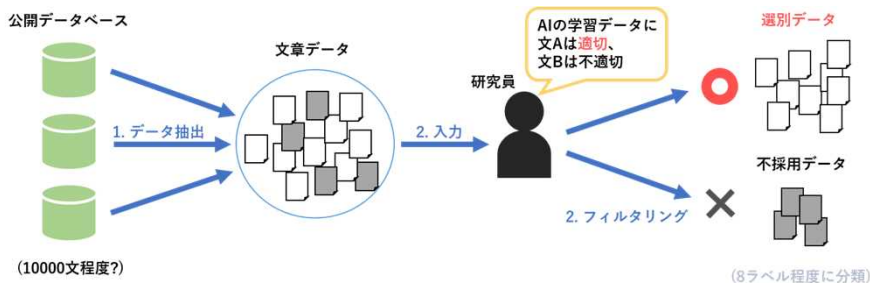 公開データベース
1. データ抽出
(10000文程度?)
文章データ
2. 入力
研究員
AIの学習データに
文Aは適切、
文Bは不適切
選別データ
不採用データ
2. フィルタリング
(8ラベル程度に分類)